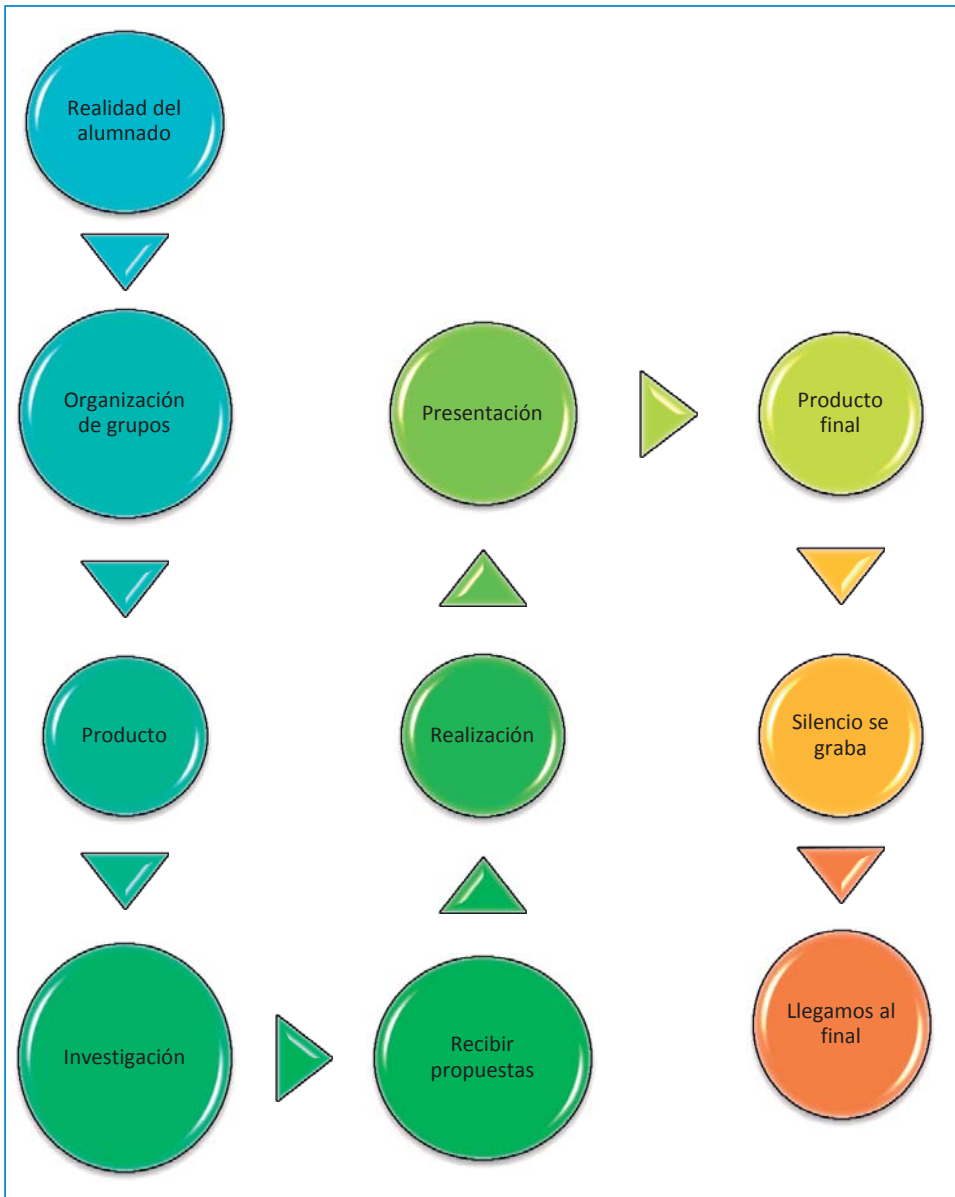 Realidad del
alumnado
Organización
de grupos
Producto
Investigación
Recibir
propuestas
Realización
Presentación
Producto
final
Silencio se
graba
Llegamos al
final